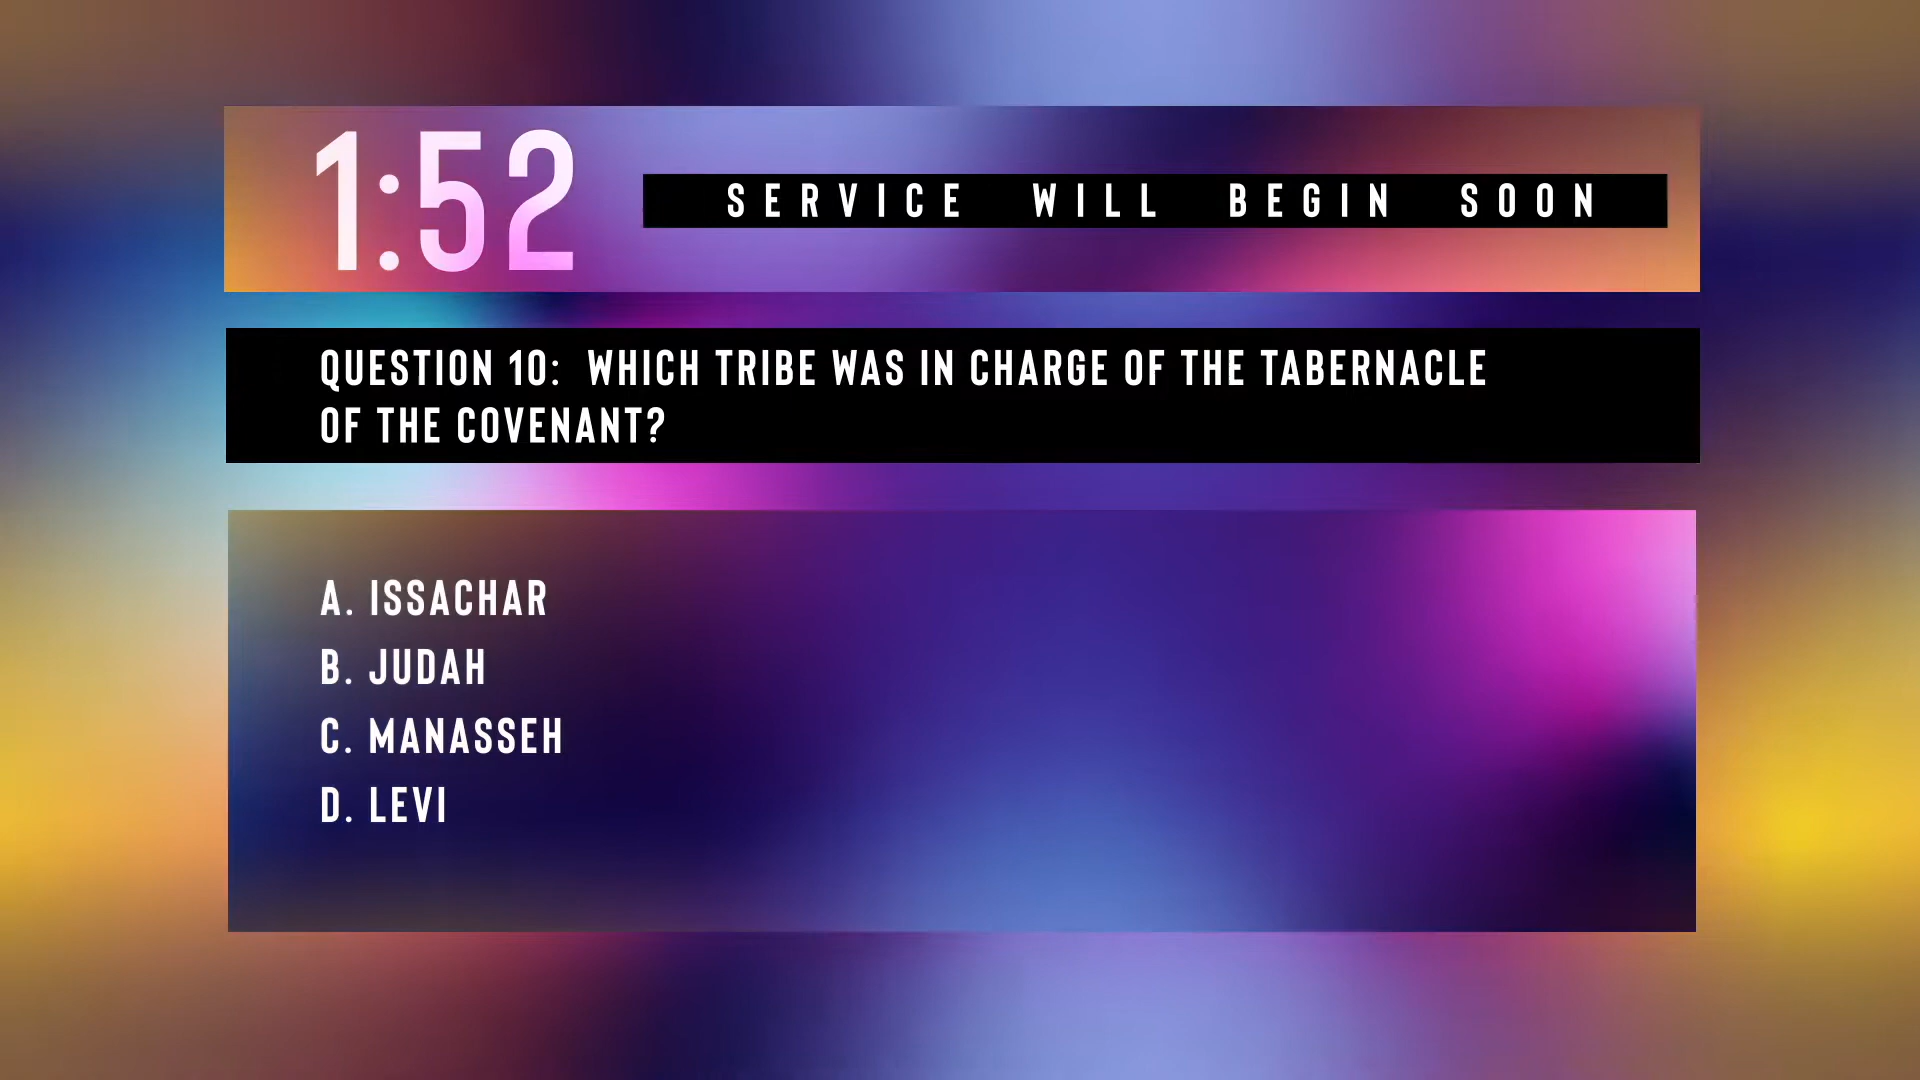 1:52
SERVICE WILL BEGIN SOON
QUESTION 10: WHICH TRIBE WAS IN CHARGE OF THE TABERNACLE
OF THE COVENANT?
A. ISSACHAR
B. JUDAH
C. MANASSEH
D. LEVI